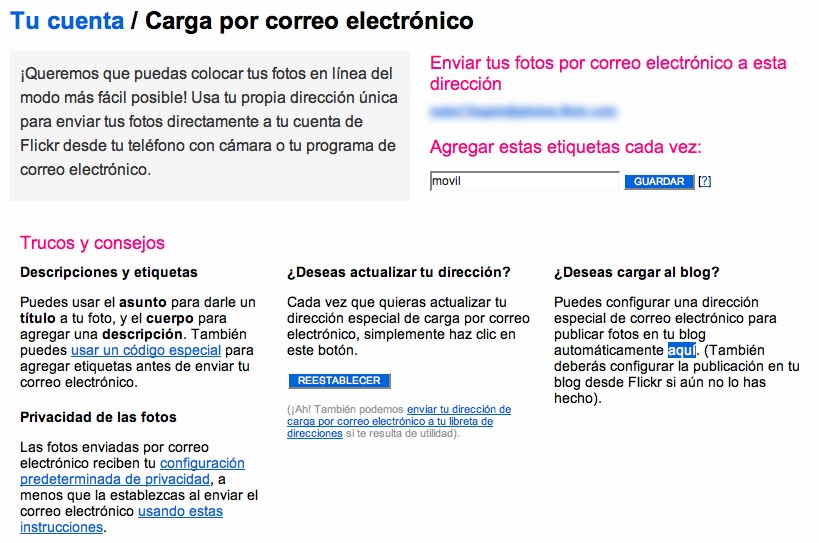 Tu cuenta / Carga por correo electrónico
¡Queremos que puedas colocar tus fotos en línea del
modo más fácil posible! Usa tu propia dirección única
para enviar tus fotos directamente a tu cuenta de
Flickr desde tu teléfono con cámara o tu programa de
correo electrónico.
Enviar tus fotos por correo electrónico a esta
dirección
Agregar estas etiquetas cada vez:
movil GUARDAR [?]
Trucos y consejos
Descripciones y etiquetas
Puedes usar el asunto para darle un
título a tu foto, y el cuerpo para
agregar una descripción. También
puedes usar un código especial para
agregar etiquetas antes de enviar tu
correo electrónico.
Privacidad de las fotos
Las fotos enviadas por correo
electrónico reciben tu configuración
predeterminada de privacidad, a
menos que la establezcas al enviar el
correo electrónico usando estas
instrucciones.
¿Deseas actualizar tu dirección?
Cada vez que quieras actualizar tu
dirección especial de carga por correo
electrónico, simplemente haz clic en
este botón.
REESTABLECER
(¡Ah! También podemos enviar tu dirección de
carga por correo electrónico a tu libreta de
direcciones si te resulta de utilidad).
¿Deseas cargar al blog?
Puedes configurar una dirección
especial de correo electrónico para
publicar fotos en tu blog
automáticamente aquí. (También
deberás configurar la publicación en tu
blog desde Flickr si aún no lo has
hecho).